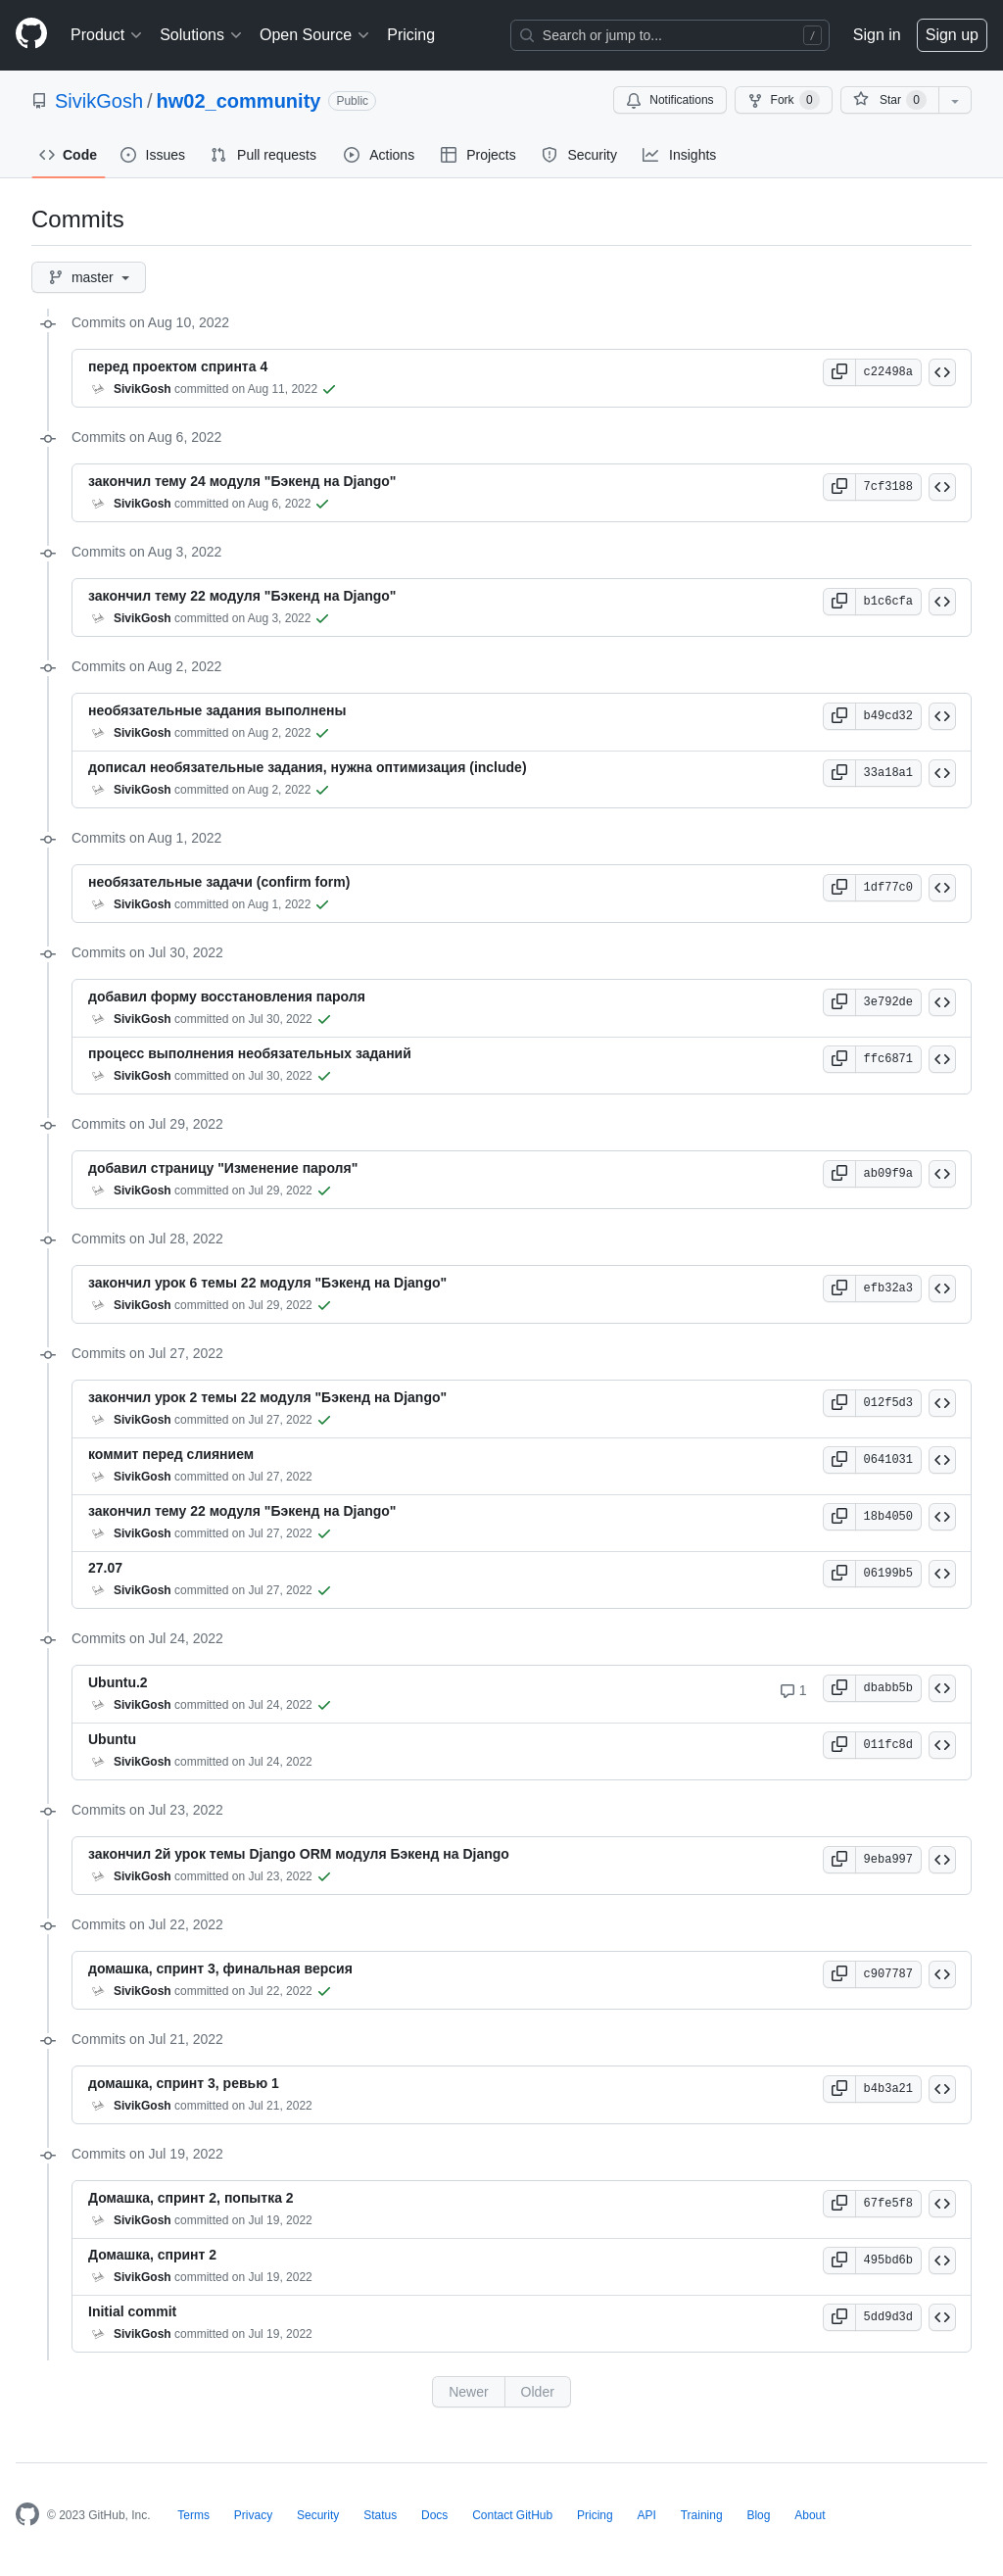 Product Solutions Open Source Pricing Search or jump to... / Sign in Sign up
SivikGosh / hw02_community Public Notifications Fork 0 Star 0
Code Issues Pull requests Actions Projects Security Insights
Commits
master
Commits on Aug 10, 2022
перед проектом спринта 4
c22498a
SivikGosh committed on Aug 11, 2022
Commits on Aug 6, 2022
закончил тему 24 модуля "Бэкенд на Django"
7cf3188
SivikGosh committed on Aug 6, 2022
Commits on Aug 3, 2022
закончил тему 22 модуля "Бэкенд на Django"
b1c6cfa
SivikGosh committed on Aug 3, 2022
Commits on Aug 2, 2022
необязательные задания выполнены
b49cd32
SivikGosh committed on Aug 2, 2022
дописал необязательные задания, нужна оптимизация (include)
33a18a1
SivikGosh committed on Aug 2, 2022
Commits on Aug 1, 2022
необязательные задачи (confirm form)
1df77c0
SivikGosh committed on Aug 1, 2022
Commits on Jul 30, 2022
добавил форму восстановления пароля
3e792de
SivikGosh committed on Jul 30, 2022
процесс выполнения необязательных заданий
ffc6871
SivikGosh committed on Jul 30, 2022
Commits on Jul 29, 2022
добавил страницу "Изменение пароля"
ab09f9a
SivikGosh committed on Jul 29, 2022
Commits on Jul 28, 2022
закончил урок 6 темы 22 модуля "Бэкенд на Django"
efb32a3
SivikGosh committed on Jul 29, 2022
Commits on Jul 27, 2022
закончил урок 2 темы 22 модуля "Бэкенд на Django"
012f5d3
SivikGosh committed on Jul 27, 2022
коммит перед слиянием
0641031
SivikGosh committed on Jul 27, 2022
закончил тему 22 модуля "Бэкенд на Django"
18b4050
SivikGosh committed on Jul 27, 2022
27.07
06199b5
SivikGosh committed on Jul 27, 2022
Commits on Jul 24, 2022
Ubuntu.2
1 dbabb5b
SivikGosh committed on Jul 24, 2022
Ubuntu
011fc8d
SivikGosh committed on Jul 24, 2022
Commits on Jul 23, 2022
закончил 2й урок темы Django ORM модуля Бэкенд на Django
9eba997
SivikGosh committed on Jul 23, 2022
Commits on Jul 22, 2022
домашка, спринт 3, финальная версия
c907787
SivikGosh committed on Jul 22, 2022
Commits on Jul 21, 2022
домашка, спринт 3, ревью 1
b4b3a21
SivikGosh committed on Jul 21, 2022
Commits on Jul 19, 2022
Домашка, спринт 2, попытка 2
67fe5f8
SivikGosh committed on Jul 19, 2022
Домашка, спринт 2
495bd6b
SivikGosh committed on Jul 19, 2022
Initial commit
5dd9d3d
SivikGosh committed on Jul 19, 2022
Newer Older
© 2023 GitHub, Inc. Terms Privacy Security Status Docs Contact GitHub Pricing API Training Blog About